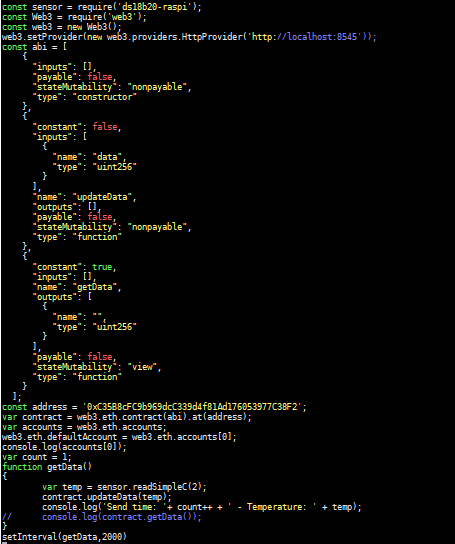 const sensor = require('ds18b20-raspi');
const Web3 = require('web3');
const web3 = new Web3();
web3.setProvider(new web3.providers.HttpProvider('http://localhost:8545'));
const abi = [
    {
      "inputs": [],
      "payable": false,
      "stateMutability": "nonpayable",
      "type": "constructor"
    },
    {
      "constant": false,
      "inputs": [
        {
          "name": "data",
          "type": "uint256"
        }
      ],
      "name": "updateData",
      "outputs": [],
      "payable": false,
      "stateMutability": "nonpayable",
      "type": "function"
    },
    {
      "constant": true,
      "inputs": [],
      "name": "getData",
      "outputs": [
        {
          "name": "",
          "type": "uint256"
        }
      ],
      "payable": false,
      "stateMutability": "view",
      "type": "function"
    }
  ];
const address = '0xC35B8cFC9b969dcC339d4f81Ad176053977C38F2';
var contract = web3.eth.contract(abi).at(address);
var accounts = web3.eth.accounts;
web3.eth.defaultAccount = web3.eth.accounts[0];
console.log(accounts[0]);
var count = 1;
function getData()
{
        var temp = sensor.readSimpleC(2);
        contract.updateData(temp);
        console.log('Send time: '+ count++ + ' - Temperature: ' + temp);
//      console.log(contract.getData());
}
setInterval(getData,2000)